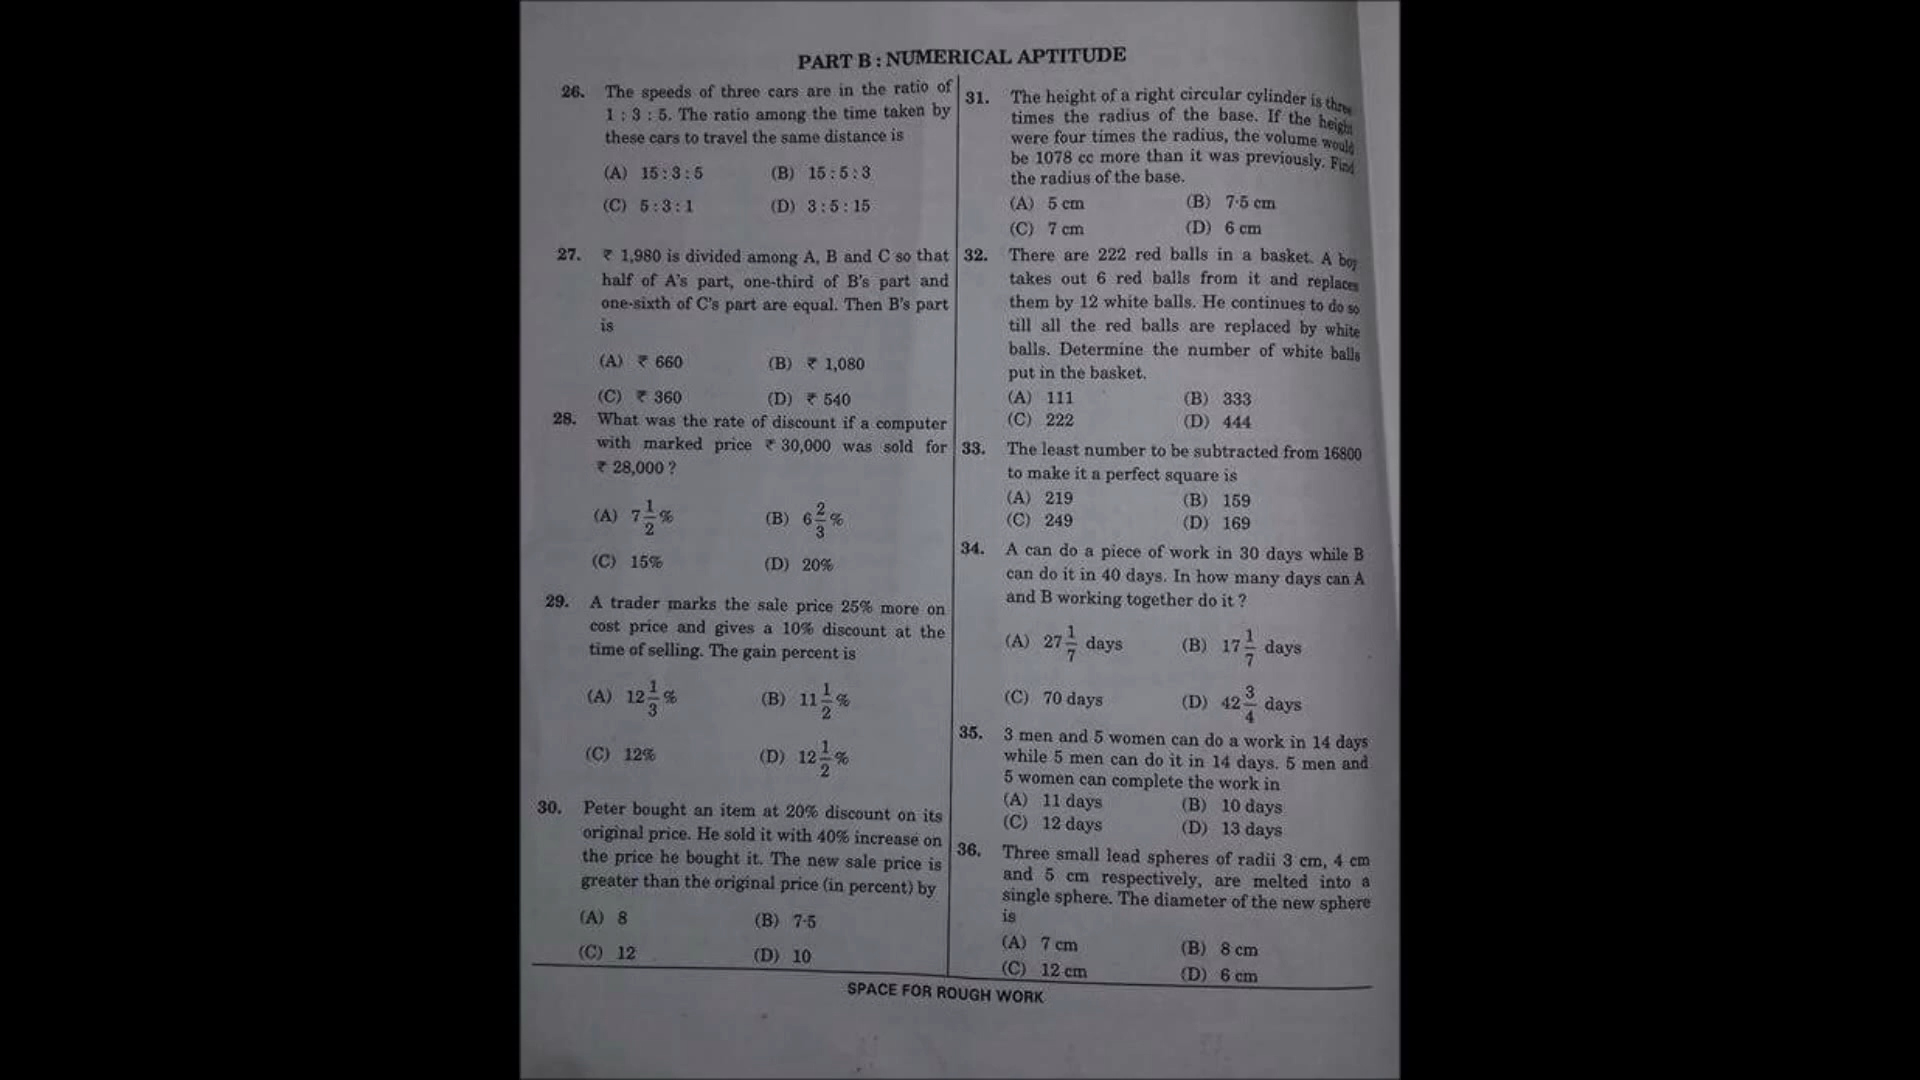 PART B : NUMERICAL APTITUDE
26. The speeds of three cars are in the ratio of
1 : 3 : 5. The ratio among the time taken by
these cars to travel the same distance is
(A) 15 : 3 : 5 (B) 15 : 5 : 3
(C) 5 : 3 : 1 (D) 3 : 5 : 15
27. ₹ 1,980 is divided among A, B and C so that
half of A's part, one-third of B's part and
one-sixth of C's part are equal. Then B's part
is
(A) ₹ 660 (B) ₹ 1,080
(C) ₹ 360 (D) ₹ 540
28. What was the rate of discount if a computer
with marked price ₹ 30,000 was sold for
₹ 28,000 ?
(A) 7 1/2 % (B) 6 2/3 %
(C) 15% (D) 20%
29. A trader marks the sale price 25% more on
cost price and gives a 10% discount at the
time of selling. The gain percent is
(A) 12 1/3 % (B) 11 1/2 %
(C) 12% (D) 12 1/2 %
30. Peter bought an item at 20% discount on its
original price. He sold it with 40% increase on
the price he bought it. The new sale price is
greater than the original price (in percent) by
(A) 8 (B) 7·5
(C) 12 (D) 10
31. The height of a right circular cylinder is three
times the radius of the base. If the height
were four times the radius, the volume would
be 1078 cc more than it was previously. Find
the radius of the base.
(A) 5 cm (B) 7·5 cm
(C) 7 cm (D) 6 cm
32. There are 222 red balls in a basket. A boy
takes out 6 red balls from it and replaces
them by 12 white balls. He continues to do so
till all the red balls are replaced by white
balls. Determine the number of white balls
put in the basket.
(A) 111 (B) 333
(C) 222 (D) 444
33. The least number to be subtracted from 16800
to make it a perfect square is
(A) 219 (B) 159
(C) 249 (D) 169
34. A can do a piece of work in 30 days while B
can do it in 40 days. In how many days can A
and B working together do it ?
(A) 27 1/7 days (B) 17 1/7 days
(C) 70 days (D) 42 3/4 days
35. 3 men and 5 women can do a work in 14 days
while 5 men can do it in 14 days. 5 men and
5 women can complete the work in
(A) 11 days (B) 10 days
(C) 12 days (D) 13 days
36. Three small lead spheres of radii 3 cm, 4 cm
and 5 cm respectively, are melted into a
single sphere. The diameter of the new sphere
is
(A) 7 cm (B) 8 cm
(C) 12 cm (D) 6 cm
SPACE FOR ROUGH WORK